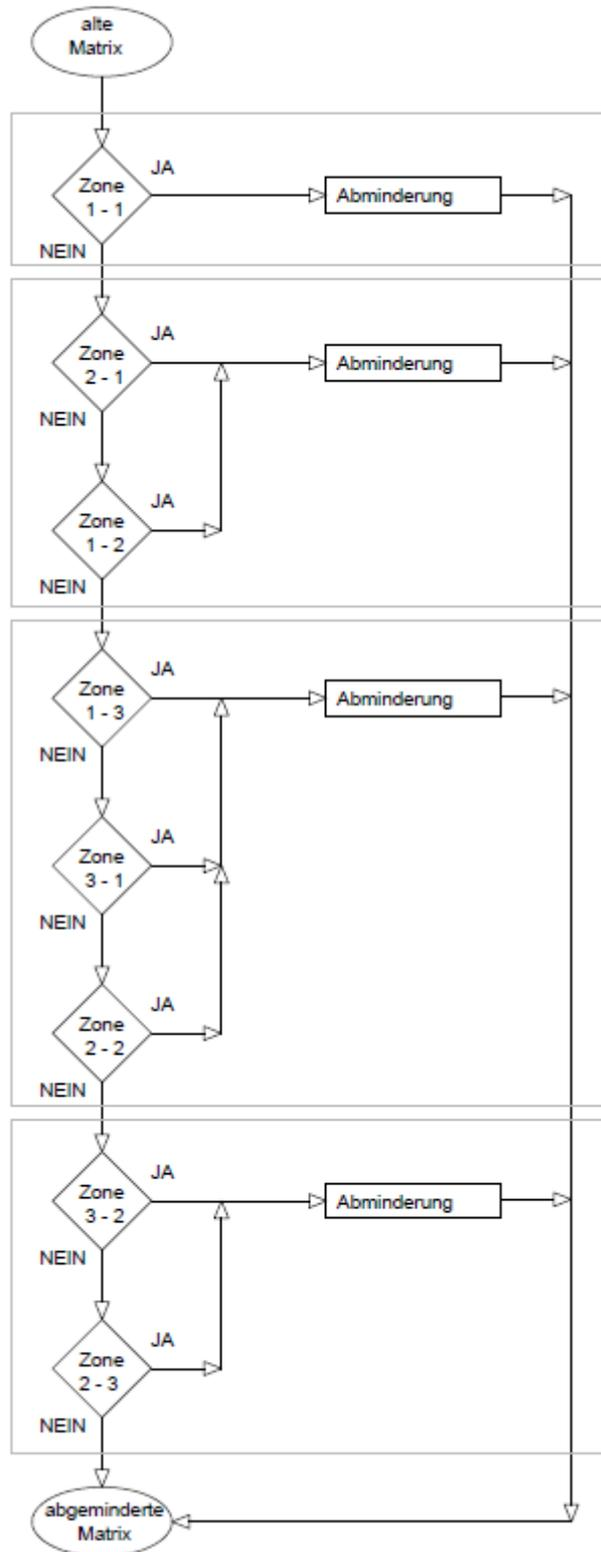 alte
Matrix
JA
Zone
1 - 1
Abminderung
NEIN
JA
Zone
2 - 1
Abminderung
NEIN
JA
Zone
1 - 2
NEIN
JA
Zone
1 - 3
Abminderung
NEIN
JA
Zone
3 - 1
NEIN
JA
Zone
2 - 2
NEIN
JA
Zone
3 - 2
Abminderung
NEIN
JA
Zone
2 - 3
NEIN
abgeminderte
Matrix